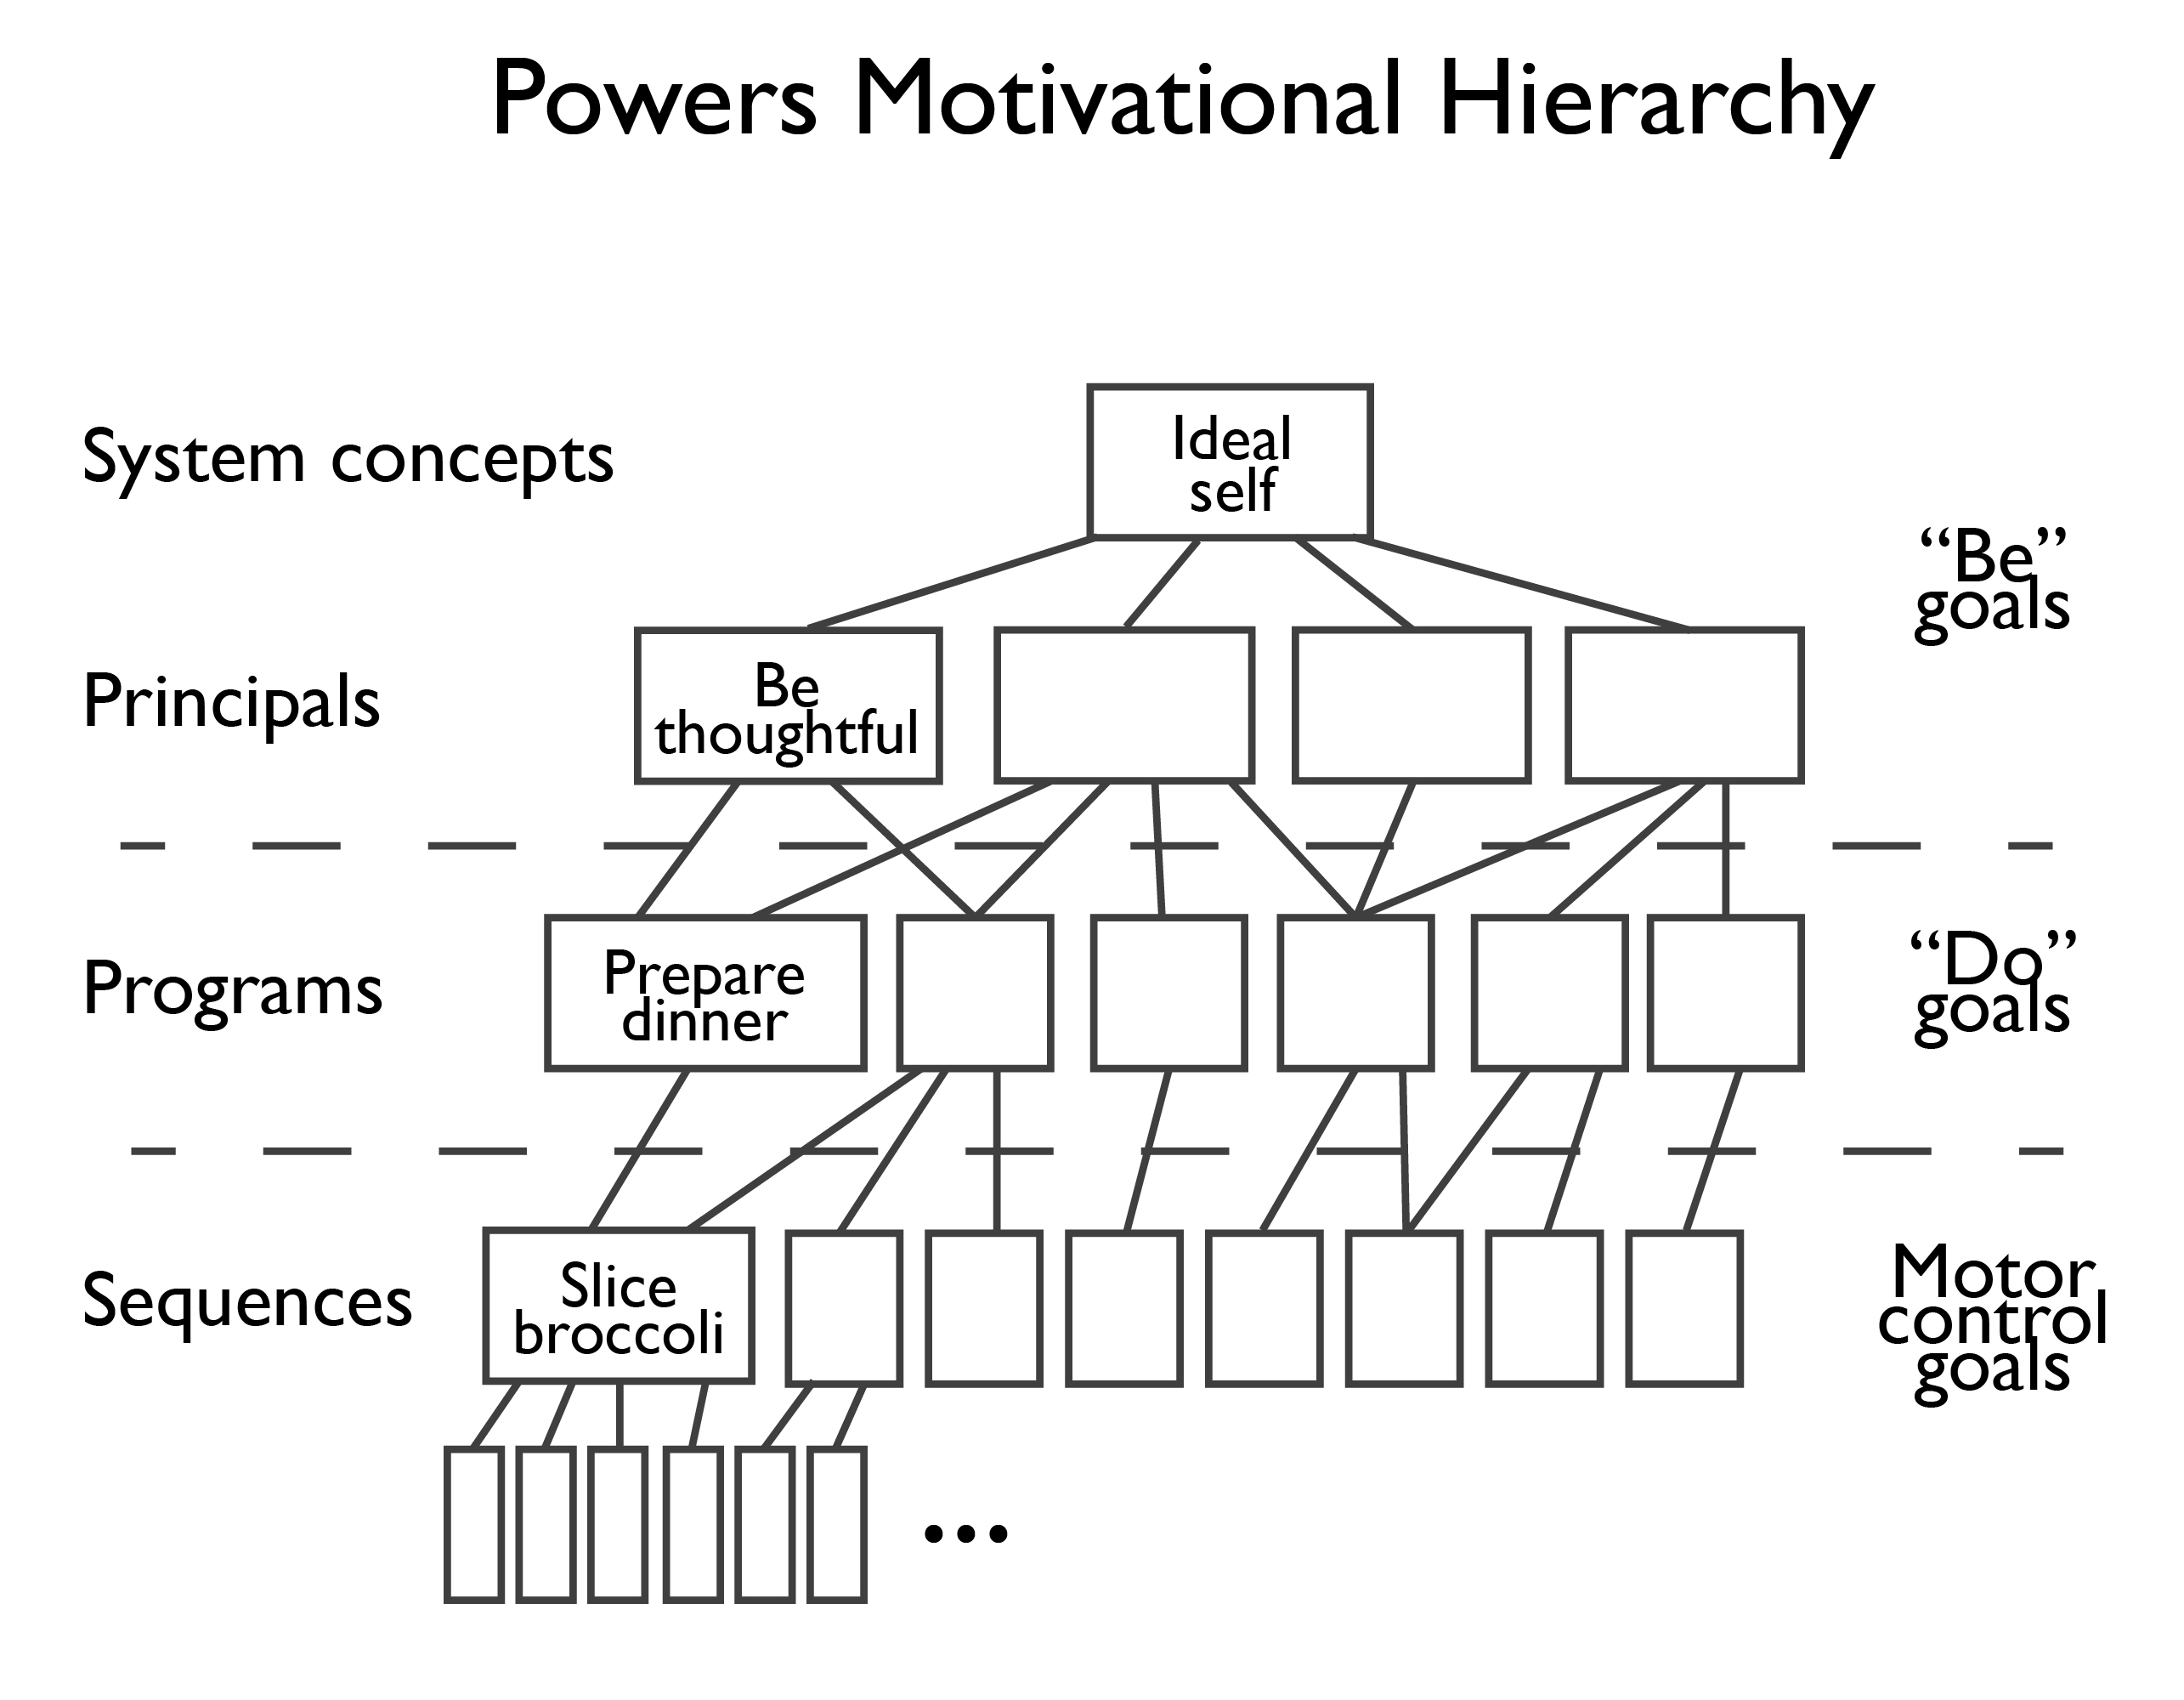 Powers Motivational Hierarchy
System concepts
Ideal
self
“Be”
goals
Principals
Be
thoughtful
Programs
Prepare
dinner
“Do”
goals
Sequences
Slice
broccoli
Motor
control
goals
...